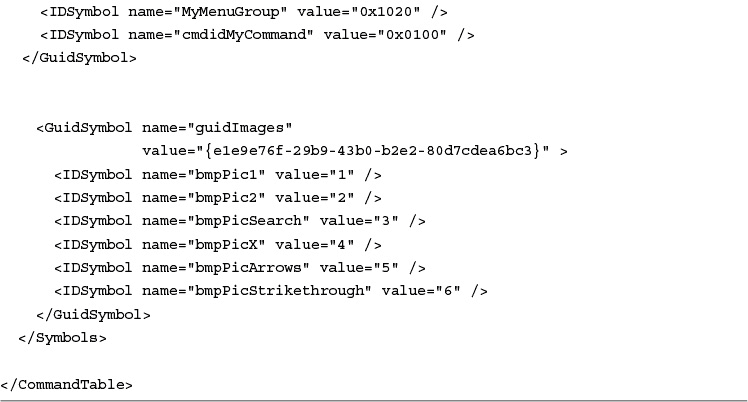 <IDSymbol name="MyMenuGroup" value="0x1020" />
<IDSymbol name="cmdidMyCommand" value="0x0100" />
</GuidSymbol>
<GuidSymbol name="guidImages"
value="{e1e9e76f-29b9-43b0-b2e2-80d7cdea6bc3}" >
<IDSymbol name="bmpPic1" value="1" />
<IDSymbol name="bmpPic2" value="2" />
<IDSymbol name="bmpPicSearch" value="3" />
<IDSymbol name="bmpPicX" value="4" />
<IDSymbol name="bmpPicArrows" value="5" />
<IDSymbol name="bmpPicStrikethrough" value="6" />
</GuidSymbol>
</Symbols>
</CommandTable>